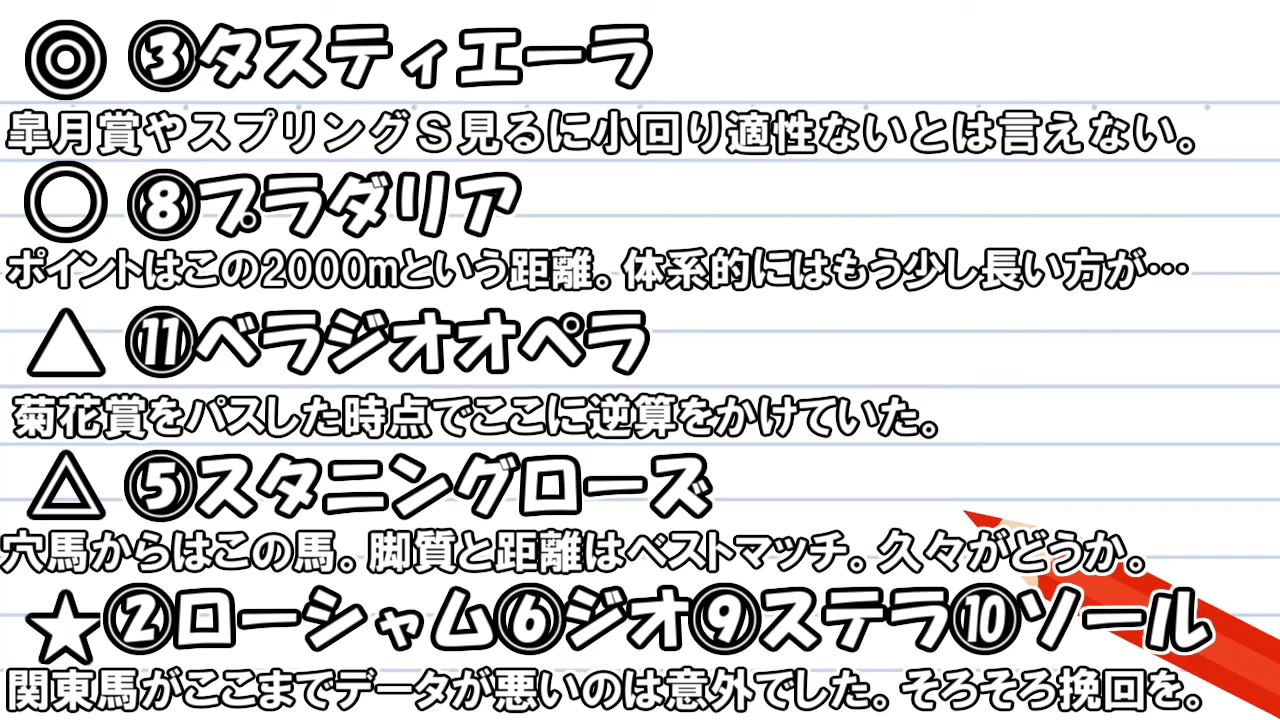 ◎ ③タスティエーラ
皐月賞やスプリングS見るに小回り適性ないとは言えない。
○ ⑧プラダリア
ポイントはこの2000mという距離。体系的にはもう少し長い方が…
△ ⑪ベラジオオペラ
菊花賞をパスした時点でここに逆算をかけていた。
△ ⑤スタニングローズ
穴馬からはこの馬。脚質と距離はベストマッチ。久々がどうか。
★②ローシャム⑥ジオ⑨ステラ⑩ソール
関東馬がここまでデータが悪いのは意外でした。そろそろ挽回を。